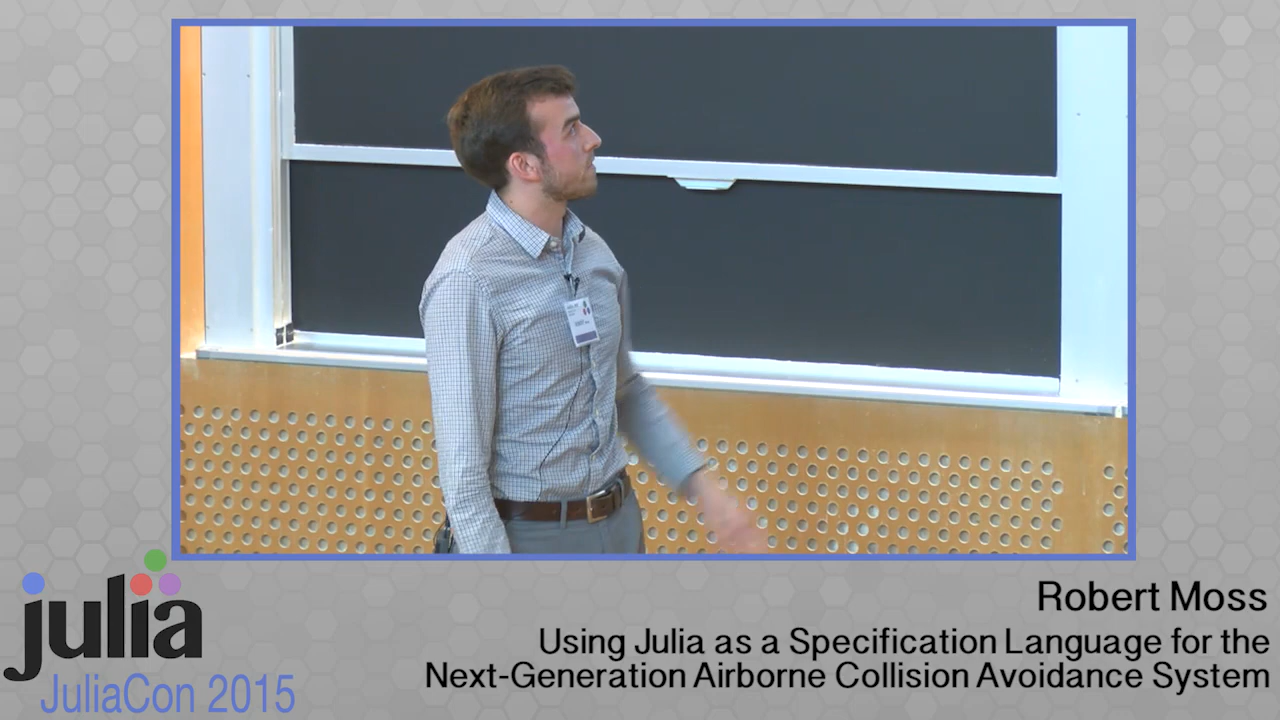 julia
JuliaCon 2015
Robert Moss
Using Julia as a Specification Language for the
Next-Generation Airborne Collision Avoidance System